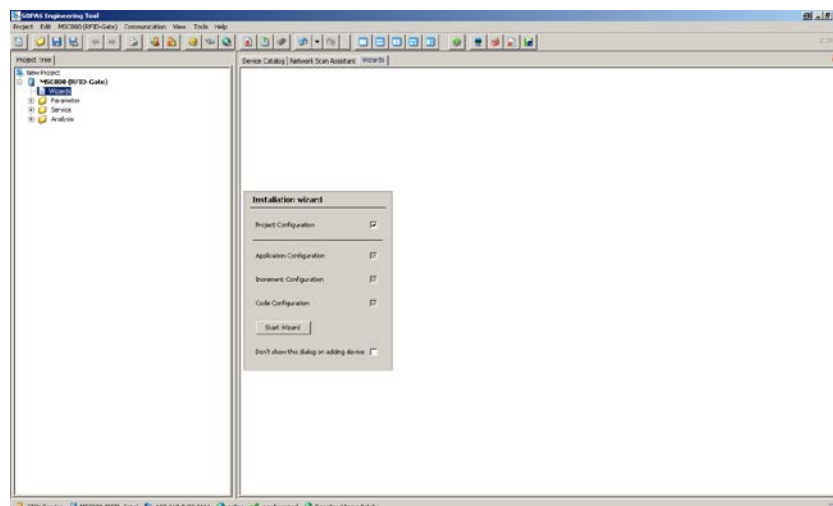 SOPAS Engineering Tool
Project Edit MSC800 (RFID-Gate) Communication View Tools Help
Project Tree
Device Catalog Network Scan Assistant Wizards
New Project
MSC800 (RFID-Gate)
Wizards
Parameter
Service
Analysis
Installation wizard
Project Configuration
Application Configuration
Increment Configuration
Code Configuration
Start Wizard
Don't show this dialog on adding device